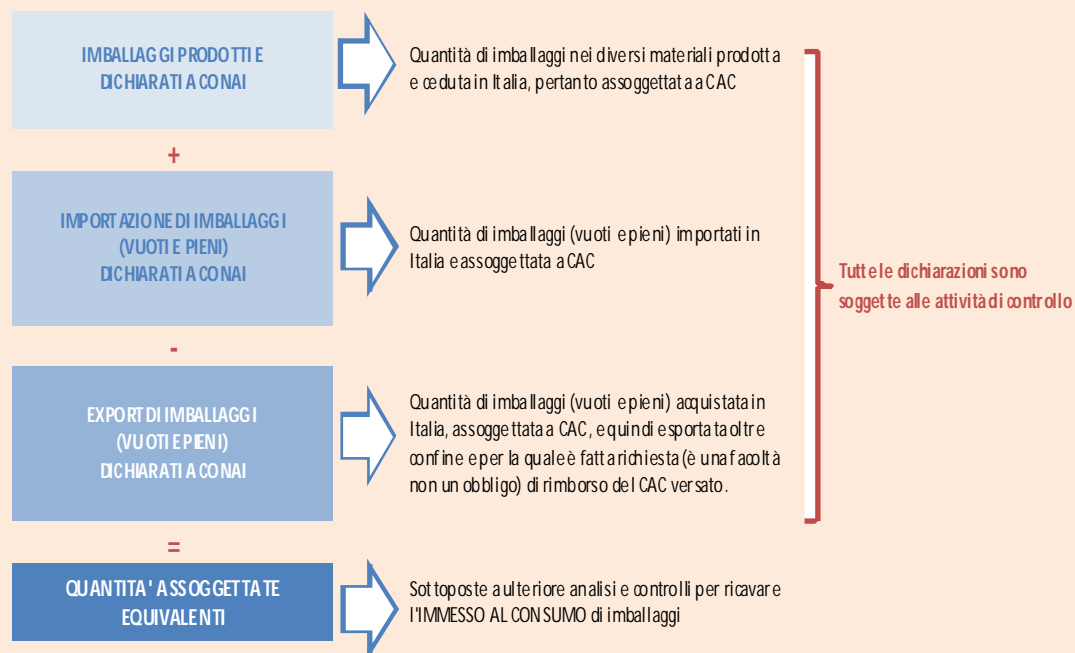 IMBALLAGGI PRODOTTI E
DICHIARATI A CONAI
Quantità di imballaggi nei diversi materiali prodotta
e ceduta in Italia, pertanto assoggettata a CAC
+
IMPORTAZIONE DI IMBALLAGGI
(VUOTI E PIENI)
DICHIARATI A CONAI
Quantità di imballaggi (vuoti e pieni) importati in
Italia e assoggettata a CAC
-
EXPORT DI IMBALLAGGI
(VUOTI E PIENI)
DICHIARATI A CONAI
Quantità di imballaggi (vuoti e pieni) acquistata in
Italia, assoggettata a CAC, e quindi esportata oltre
confine e per la quale è fatta richiesta (è una facoltà
non un obbligo) di rimborso del CAC versato.
Tutte le dichiarazioni sono
soggette alle attività di controllo
=
QUANTITA' ASSOGGETTATE
EQUIVALENTI
Sottoposte a ulteriore analisi e controlli per ricavare
l'IMMESSO AL CONSUMO di imballaggi